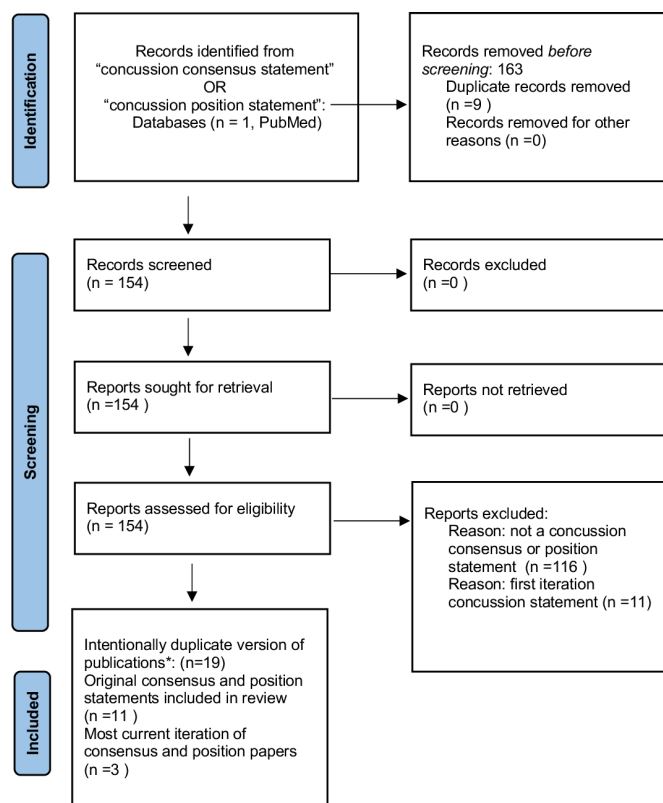 Identification
Records identified from
“concussion consensus statement”
OR
“concussion position statement”:
Databases (n = 1, PubMed)
Records removed before
screening: 163
Duplicate records removed
(n =9 )
Records removed for other
reasons (n =0)
Screening
Records screened
(n = 154)
Records excluded
(n =0 )
Reports sought for retrieval
(n =154 )
Reports not retrieved
(n =0 )
Reports assessed for eligibility
(n = 154)
Reports excluded:
Reason: not a concussion
consensus or position
statement (n =116 )
Reason: first iteration
concussion statement (n =11)
Included
Intentionally duplicate version of
publications*: (n=19)
Original consensus and position
statements included in review
(n =11 )
Most current iteration of
consensus and position papers
(n =3 )